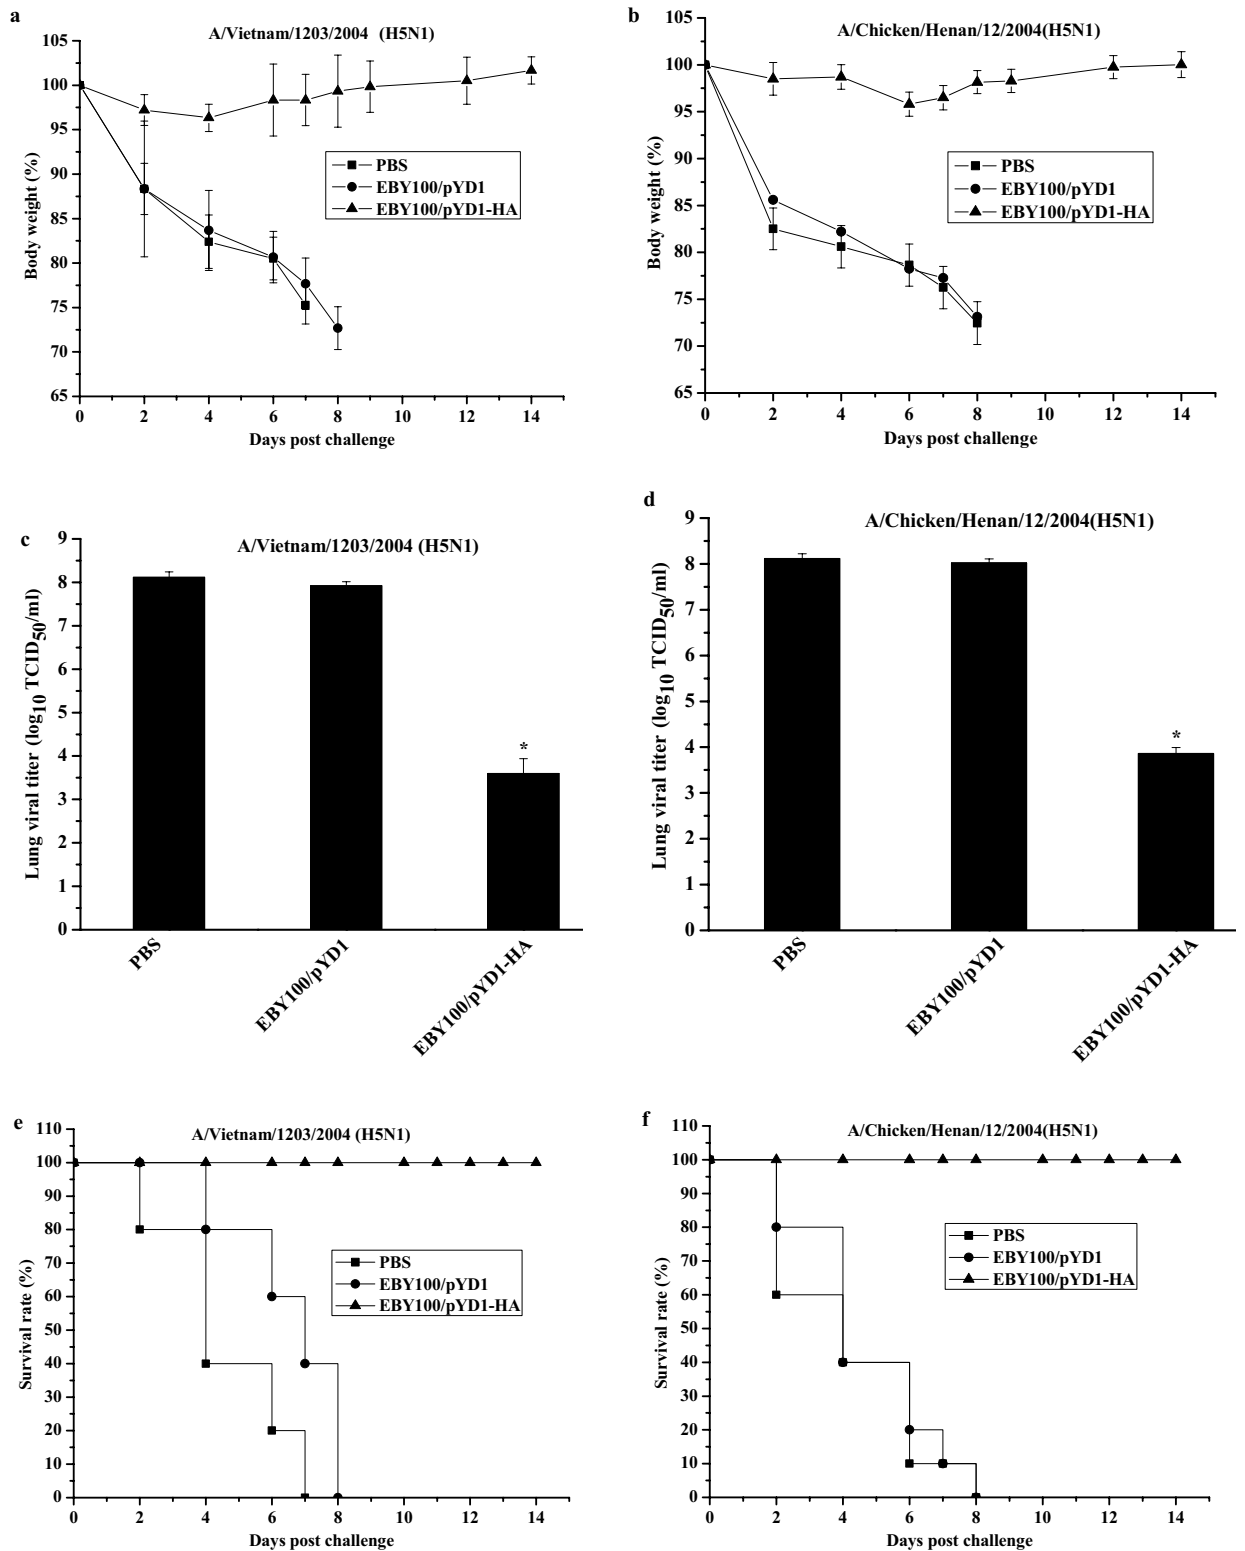 a
A/Vietnam/1203/2004 (H5N1)
105
100
95
90
85
80
75
70
65
Body weight (%)
PBS
EBY100/pYD1
EBY100/pYD1-HA
0 2 4 6 8 10 12 14
Days post challenge
b
A/Chicken/Henan/12/2004(H5N1)
105
100
95
90
85
80
75
70
65
Body weight (%)
PBS
EBY100/pYD1
EBY100/pYD1-HA
0 2 4 6 8 10 12 14
Days post challenge
c
A/Vietnam/1203/2004 (H5N1)
9
8
7
6
5
4
3
2
1
0
Lung viral titer (log10 TCID50/ml)
*
PBS
EBY100/pYD1
EBY100/pYD1-HA
d
A/Chicken/Henan/12/2004(H5N1)
9
8
7
6
5
4
3
2
1
0
Lung viral titer (log10 TCID50/ml)
*
PBS
EBY100/pYD1
EBY100/pYD1-HA
e
A/Vietnam/1203/2004 (H5N1)
110
100
90
80
70
60
50
40
30
20
10
0
Survival rate (%)
PBS
EBY100/pYD1
EBY100/pYD1-HA
0 2 4 6 8 10 12 14
Days post challenge
f
A/Chicken/Henan/12/2004(H5N1)
110
100
90
80
70
60
50
40
30
20
10
0
Survival rate (%)
PBS
EBY100/pYD1
EBY100/pYD1-HA
0 2 4 6 8 10 12 14
Days post challenge